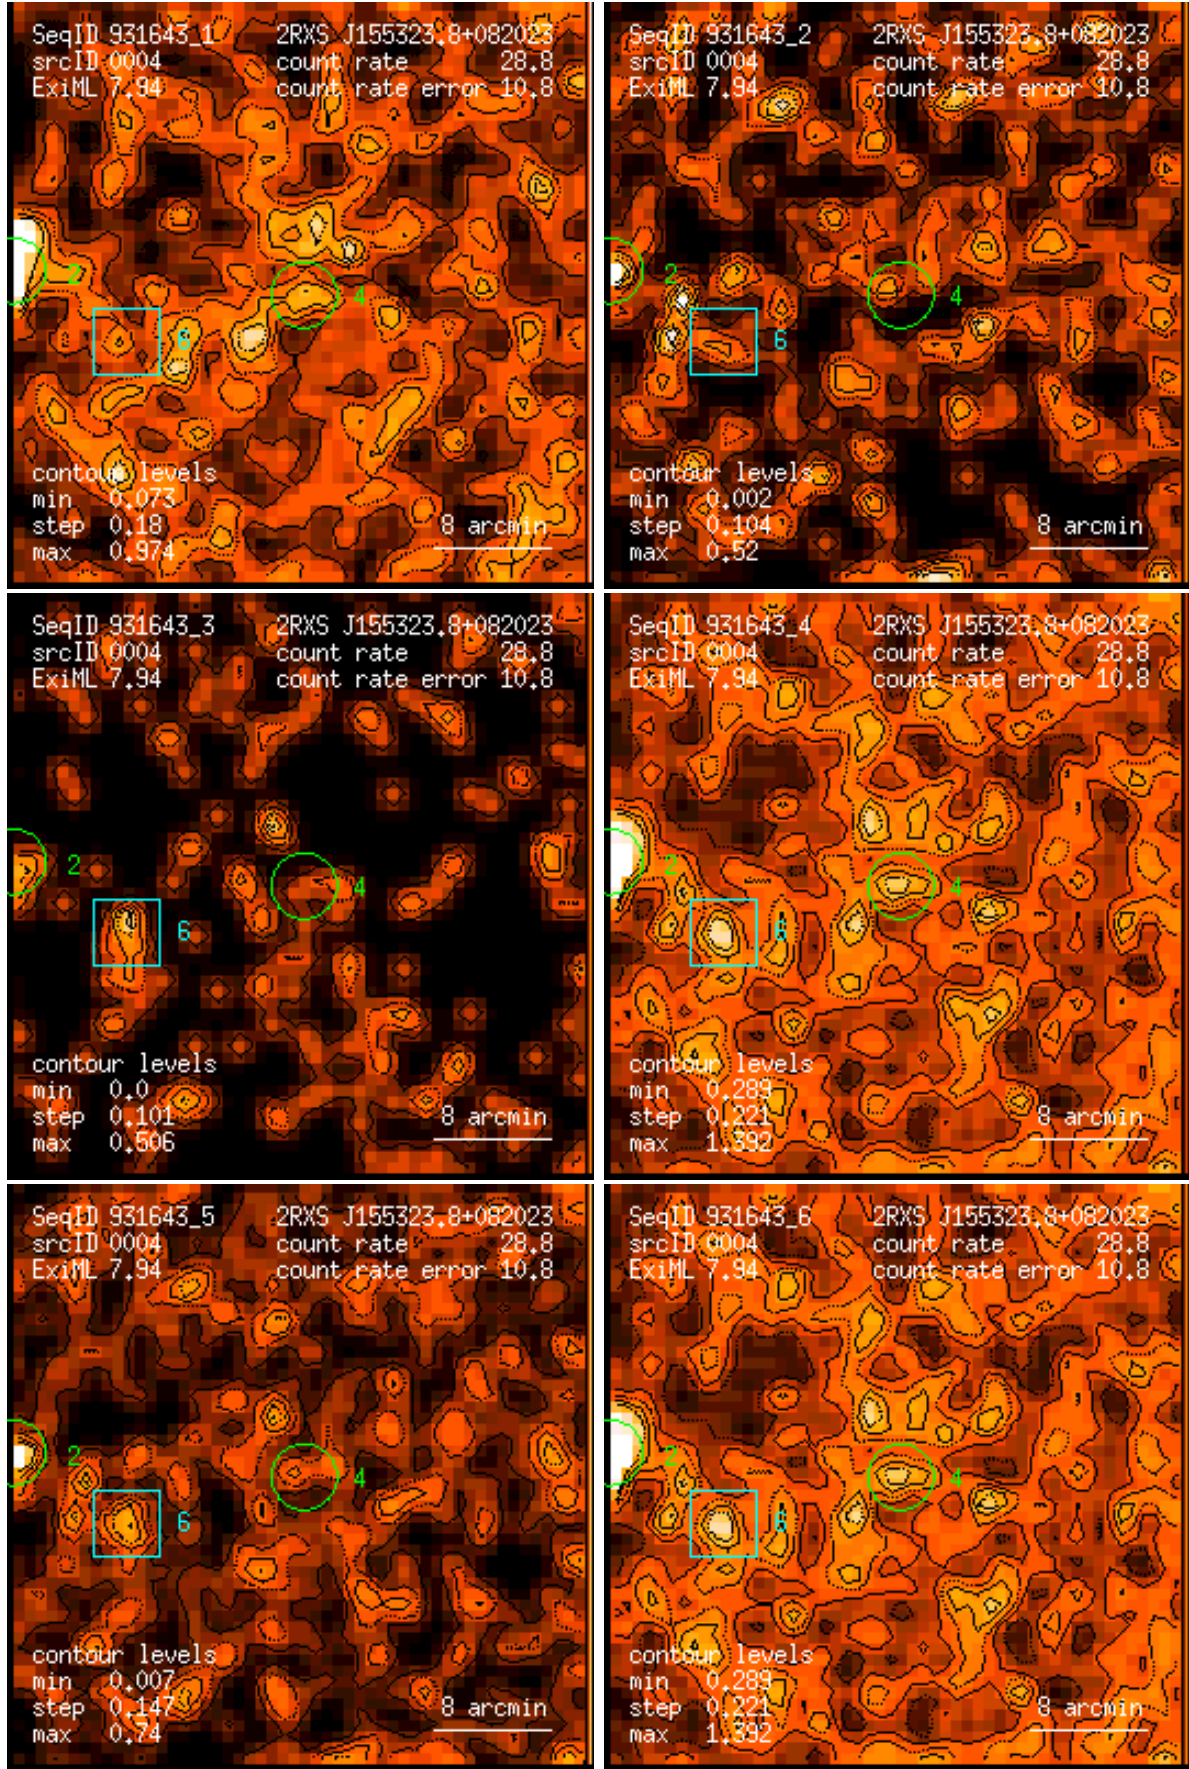 SeqID 931643_1 2RXS J155323.8+082023
srcID 0004 count rate 28.8
ExiML 7.94 count rate error 10.8
2
4
6
contour levels
min 0.073
step 0.18
max 0.974
8 arcmin
SeqID 931643_2 2RXS J155323.8+082023
srcID 0004 count rate 28.8
ExiML 7.94 count rate error 10.8
2
4
6
contour levels
min 0.002
step 0.104
max 0.52
8 arcmin
SeqID 931643_3 2RXS J155323.8+082023
srcID 0004 count rate 28.8
ExiML 7.94 count rate error 10.8
2
4
6
contour levels
min 0.0
step 0.101
max 0.506
8 arcmin
SeqID 931643_4 2RXS J155323.8+082023
srcID 0004 count rate 28.8
ExiML 7.94 count rate error 10.8
2
4
6
contour levels
min 0.289
step 0.221
max 1.392
8 arcmin
SeqID 931643_5 2RXS J155323.8+082023
srcID 0004 count rate 28.8
ExiML 7.94 count rate error 10.8
2
4
6
contour levels
min 0.007
step 0.147
max 0.74
8 arcmin
SeqID 931643_6 2RXS J155323.8+082023
srcID 0004 count rate 28.8
ExiML 7.94 count rate error 10.8
2
4
6
contour levels
min 0.289
step 0.221
max 1.392
8 arcmin